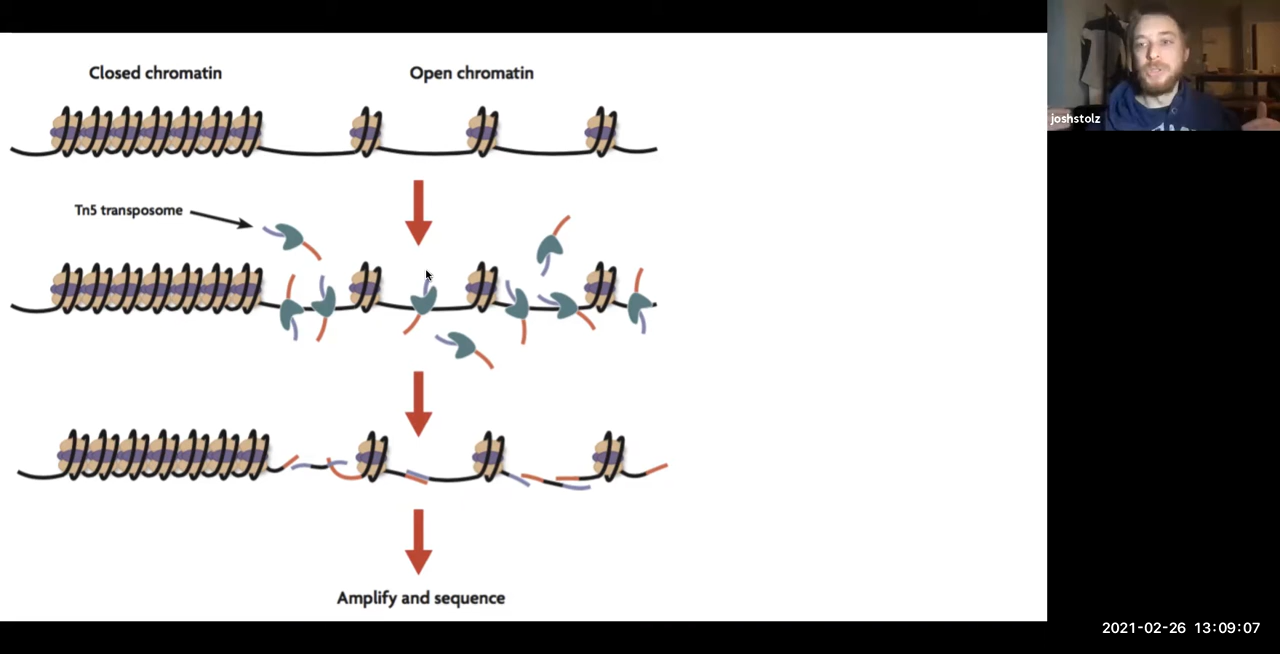 Closed chromatin
Open chromatin
joshstolz
Tn5 transposome
Amplify and sequence
2021-02-26 13:09:07